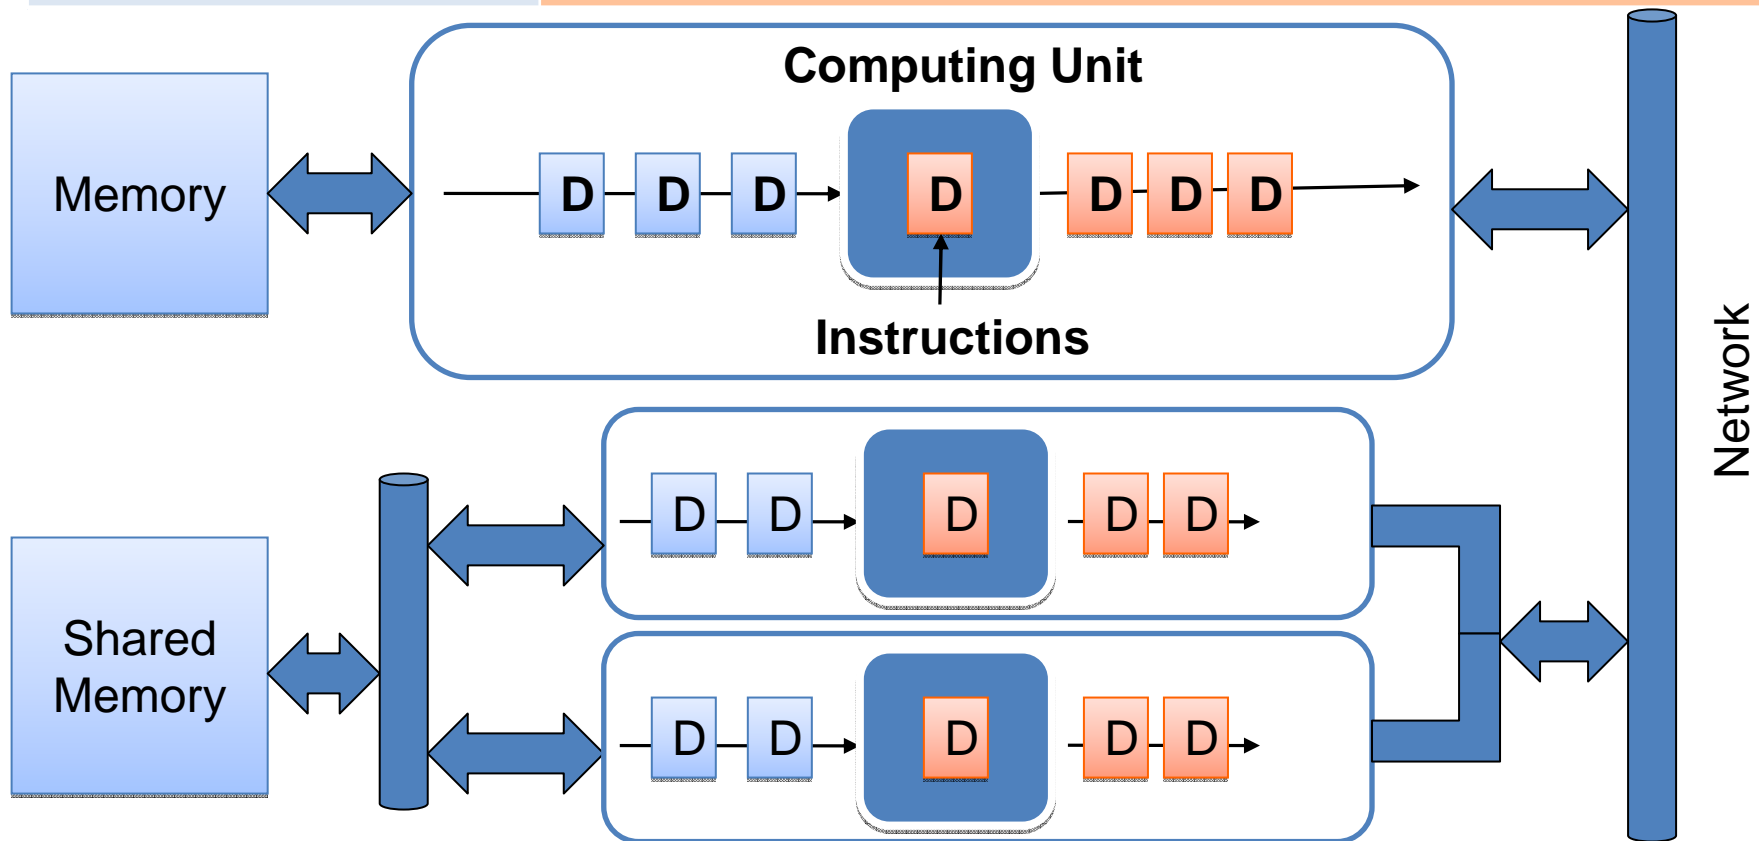 Computing Unit
Memory
D D D D D D D
Instructions
Network
D D D D D
Shared
Memory
D D D D D